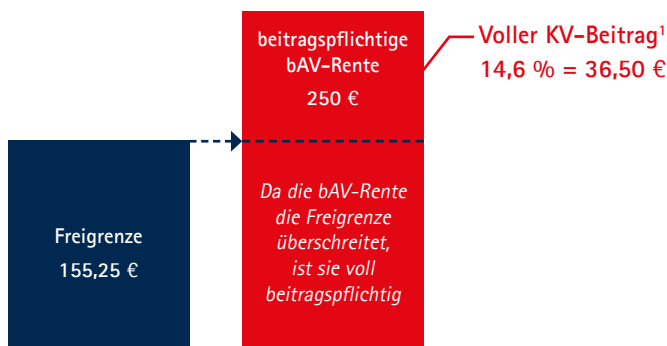 beitragspflichtige
bAV-Rente
250 €
Voller KV-Beitrag¹
14,6 % = 36,50 €
Freigrenze
155,25 €
Da die bAV-Rente
die Freigrenze
überschreitet,
ist sie voll
beitragspflichtig